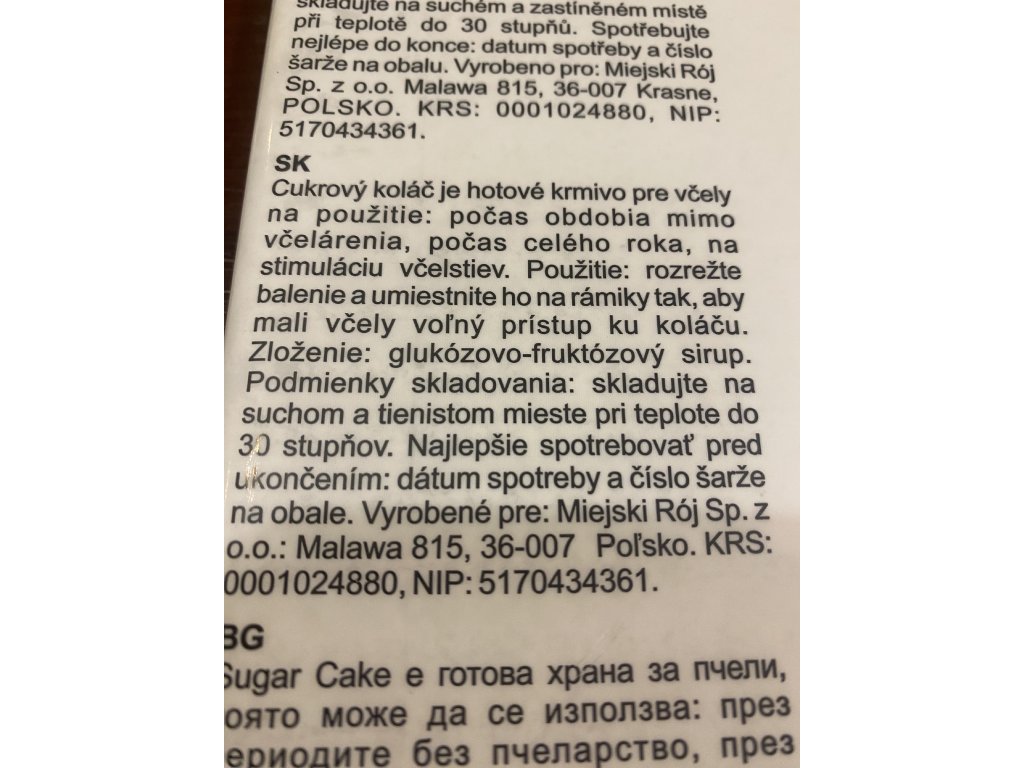 skladujte na suchém a zastíněném místě
při teplotě do 30 stupňů. Spotřebujte
nejlépe do konce: datum spotřeby a číslo
šarže na obalu. Vyrobeno pro: Miejski Rój
Sp. z o.o. Malawa 815, 36-007 Krasne,
POLSKO. KRS: 0001024880, NIP:
5170434361.
SK
Cukrový koláč je hotové krmivo pre včely
na použitie: počas obdobia mimo
včelárenia, počas celého roka, na
stimuláciu včelstiev. Použitie: rozrežte
balenie a umiestnite ho na rámiky tak, aby
mali včely voľný prístup ku koláču.
Zloženie: glukózovo-fruktózový sirup.
Podmienky skladovania: skladujte na
suchom a tienistom mieste pri teplote do
30 stupňov. Najlepšie spotrebovať pred
ukončením: dátum spotreby a číslo šarže
na obale. Vyrobené pre: Miejski Rój Sp. z
o.o.: Malawa 815, 36-007 Poľsko. KRS:
0001024880, NIP: 5170434361.
BG
Sugar Cake е готова храна за пчели,
която може да се използва: през
периодите без пчеларство, през